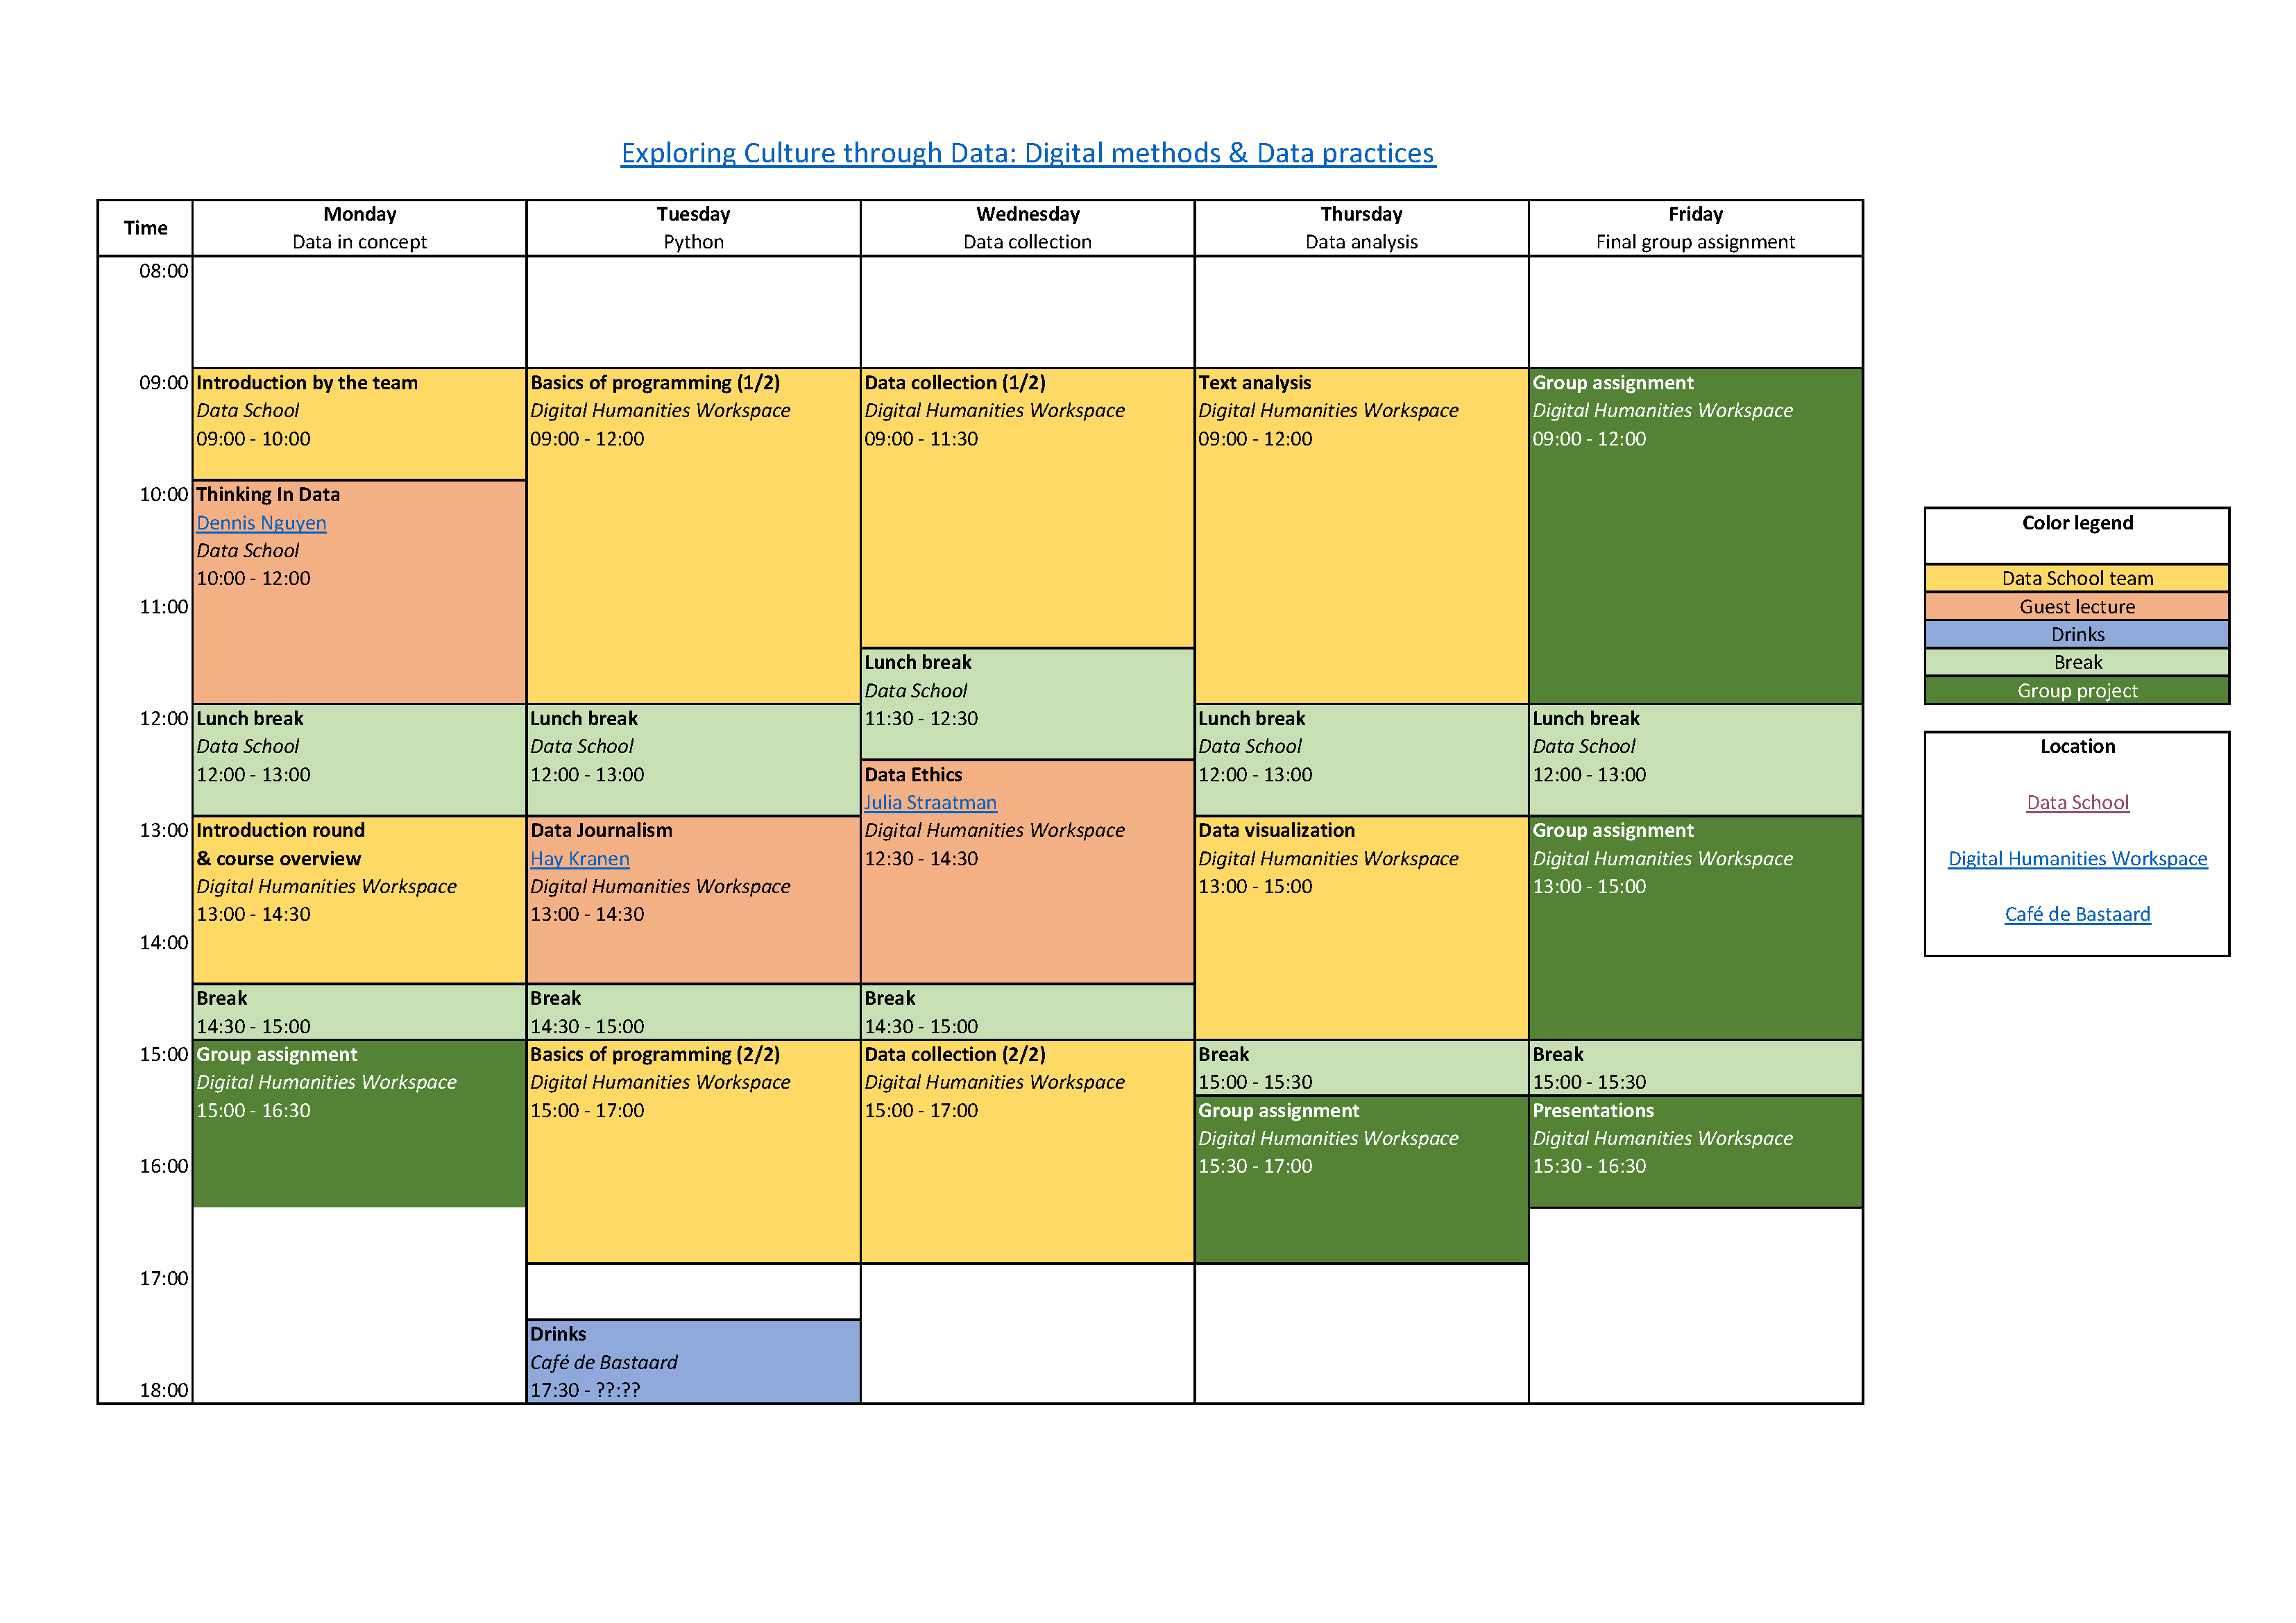 Exploring Culture through Data: Digital methods & Data practices
Time
Monday
Data in concept
Tuesday
Python
Wednesday
Data collection
Thursday
Data analysis
Friday
Final group assignment
08:00
09:00
10:00
11:00
12:00
13:00
14:00
15:00
16:00
17:00
18:00
Introduction by the team
Data School
09:00 - 10:00
Thinking In Data
Dennis Nguyen
Data School
10:00 - 12:00
Lunch break
Data School
12:00 - 13:00
Introduction round
& course overview
Digital Humanities Workspace
13:00 - 14:30
Break
14:30 - 15:00
Group assignment
Digital Humanities Workspace
15:00 - 16:30
Basics of programming (1/2)
Digital Humanities Workspace
09:00 - 12:00
Lunch break
Data School
12:00 - 13:00
Data Journalism
Hay Kranen
Digital Humanities Workspace
13:00 - 14:30
Break
14:30 - 15:00
Basics of programming (2/2)
Digital Humanities Workspace
15:00 - 17:00
Drinks
Café de Bastaard
17:30 - ??:??
Data collection (1/2)
Digital Humanities Workspace
09:00 - 11:30
Lunch break
Data School
11:30 - 12:30
Data Ethics
Julia Straatman
Digital Humanities Workspace
12:30 - 14:30
Break
14:30 - 15:00
Data collection (2/2)
Digital Humanities Workspace
15:00 - 17:00
Text analysis
Digital Humanities Workspace
09:00 - 12:00
Lunch break
Data School
12:00 - 13:00
Data visualization
Digital Humanities Workspace
13:00 - 15:00
Break
15:00 - 15:30
Group assignment
Digital Humanities Workspace
15:30 - 17:00
Group assignment
Digital Humanities Workspace
09:00 - 12:00
Lunch break
Data School
12:00 - 13:00
Group assignment
Digital Humanities Workspace
13:00 - 15:00
Break
15:00 - 15:30
Presentations
Digital Humanities Workspace
15:30 - 16:30
Color legend
Data School team
Guest lecture
Drinks
Break
Group project
Location
Data School
Digital Humanities Workspace
Café de Bastaard